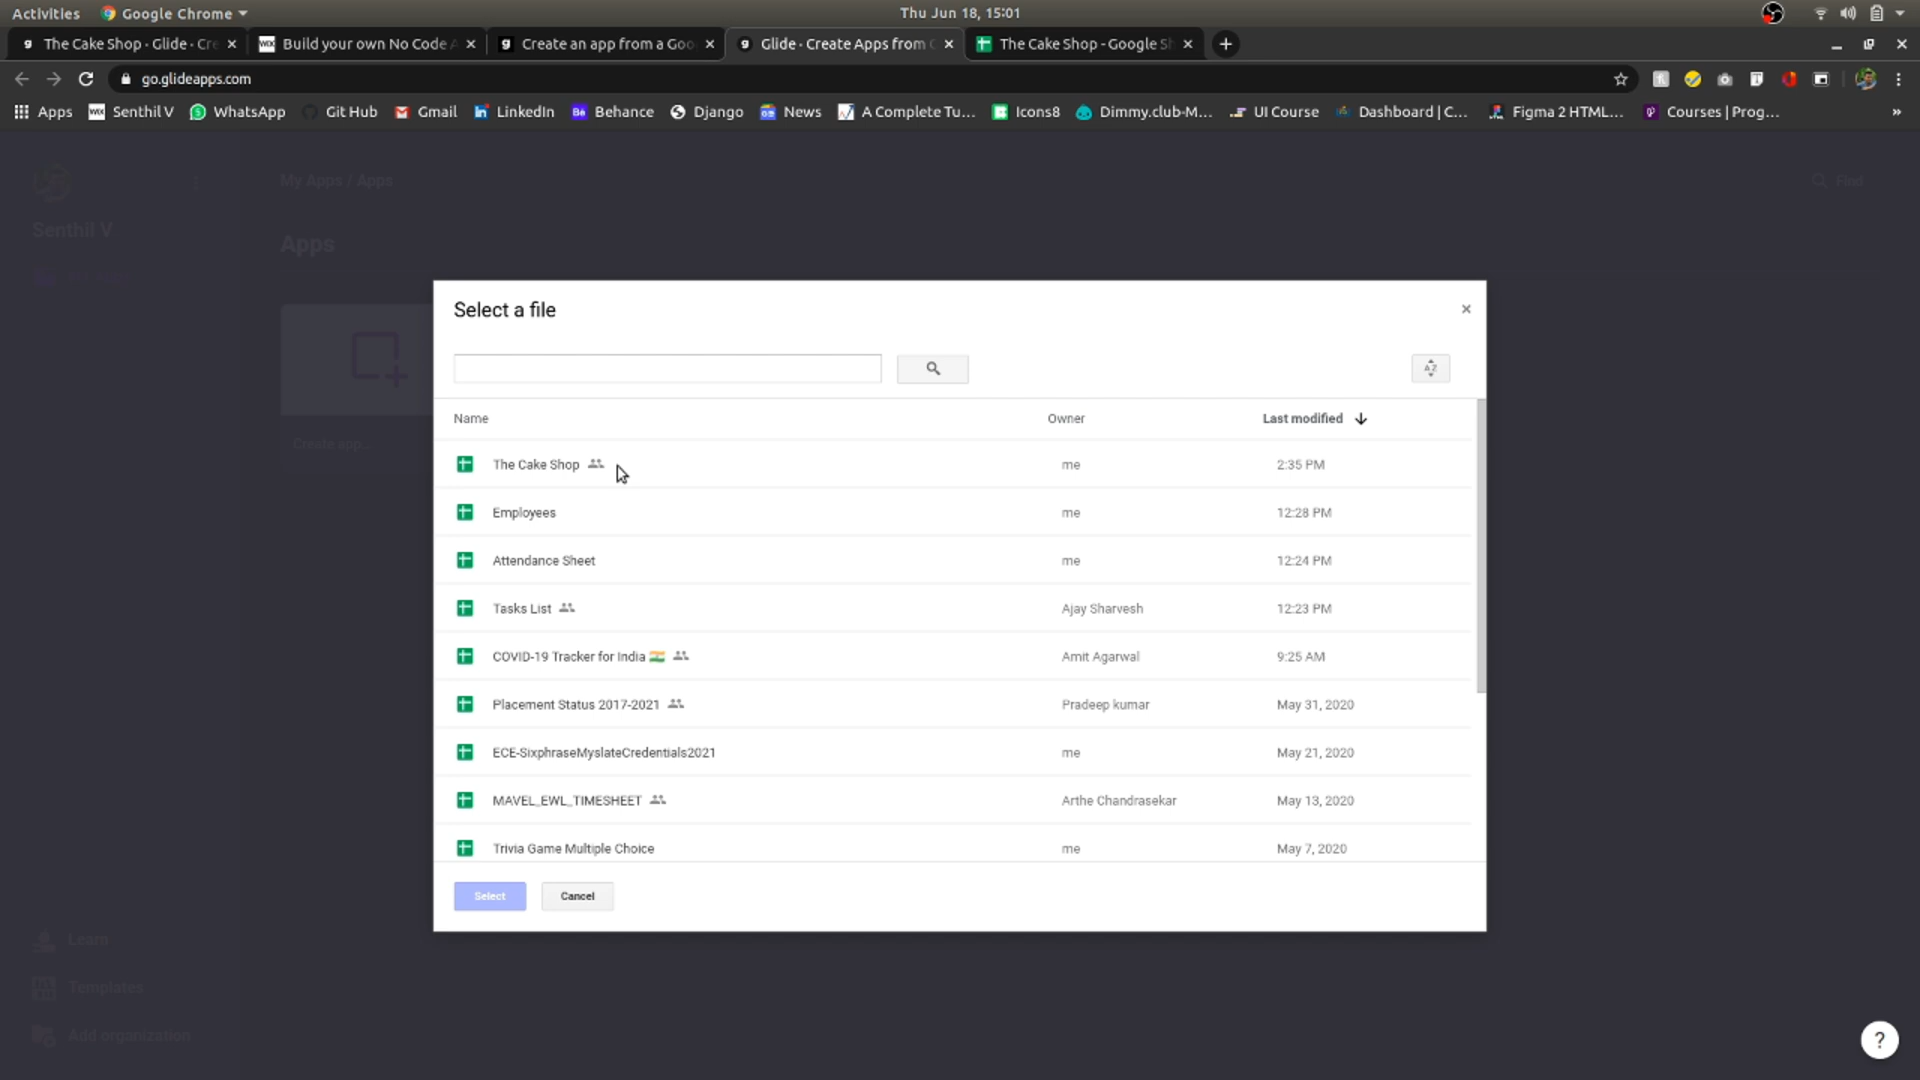 Activities Google Chrome Thu Jun 18, 15:01
The Cake Shop · Glide · Cre Build your own No Code A Create an app from a Goo Glide · Create Apps from The Cake Shop - Google Sh
go.glideapps.com
Apps Senthil V WhatsApp Git Hub Gmail LinkedIn Behance Django News A Complete Tu... Icons8 Dimmy.club-M... UI Course Dashboard | C... Figma 2 HTML... Courses | Prog... »
My Apps / Apps Find
Senthil V
Apps
Create app...
Select a file
Name Owner Last modified
The Cake Shop me 2:35 PM
Employees me 12:28 PM
Attendance Sheet me 12:24 PM
Tasks List Ajay Sharvesh 12:23 PM
COVID-19 Tracker for India Amit Agarwal 9:25 AM
Placement Status 2017-2021 Pradeep kumar May 31, 2020
ECE-SixphraseMyslateCredentials2021 me May 21, 2020
MAVEL_EWL_TIMESHEET Arthe Chandrasekar May 13, 2020
Trivia Game Multiple Choice me May 7, 2020
Select Cancel
Learn
Templates
Add organization
?